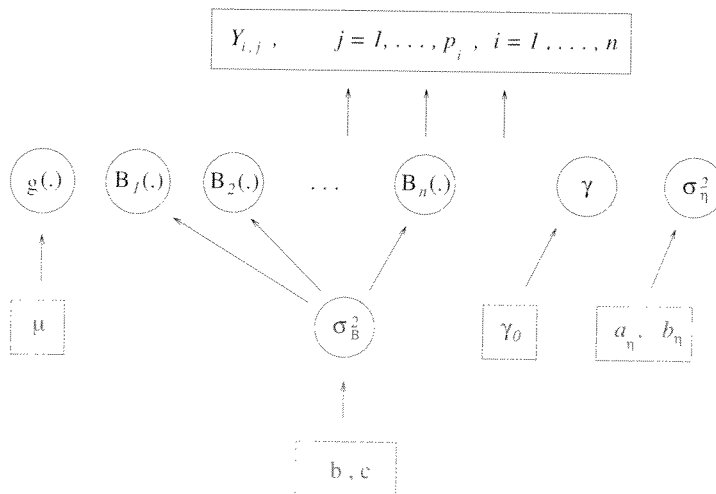 Y_{i,j} , j = 1, . . . , p_i , i = 1 , . . . , n
g(.) B_1(.) B_2(.) . . . B_n(.) γ σ²_η
μ σ²_B γ_0 a_η , b_η
b , c